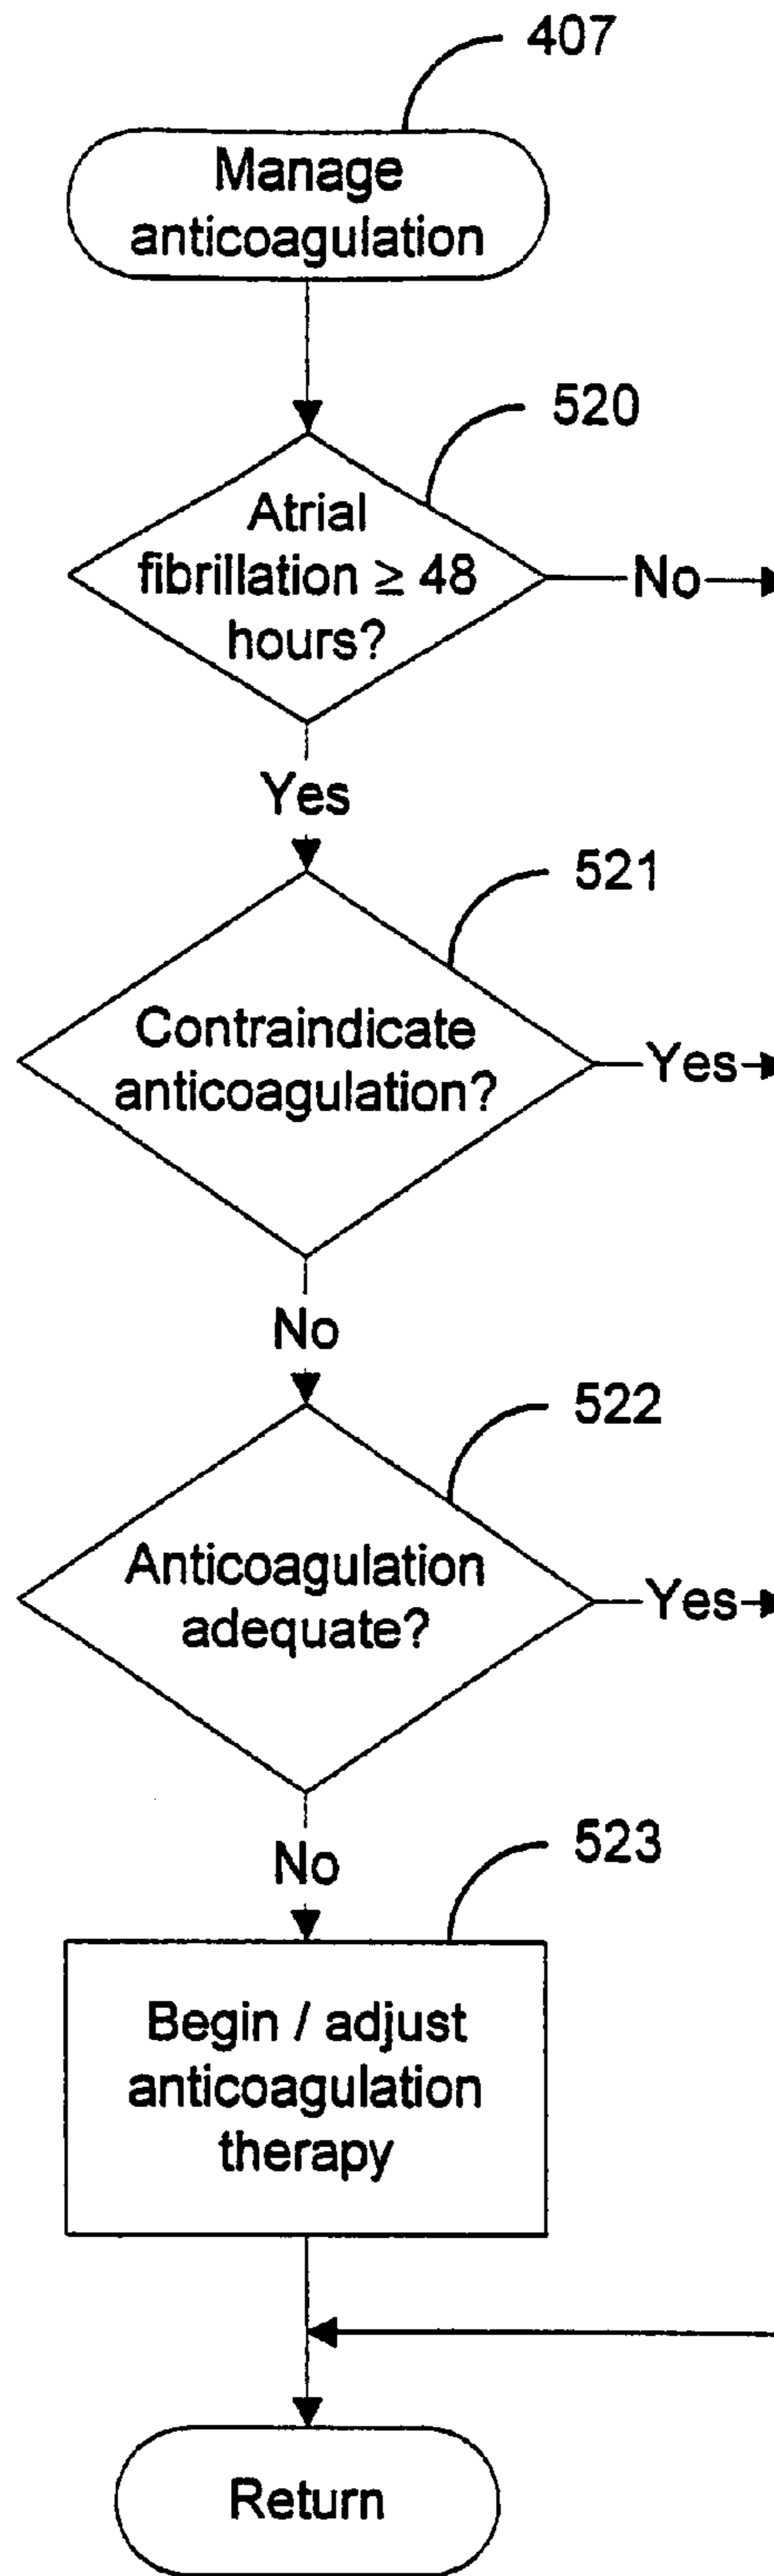 407
Manage
anticoagulation
520
Atrial
fibrillation ≥ 48
hours?
No
Yes
521
Contraindicate
anticoagulation?
Yes
No
522
Anticoagulation
adequate?
Yes
No
523
Begin / adjust
anticoagulation
therapy
Return